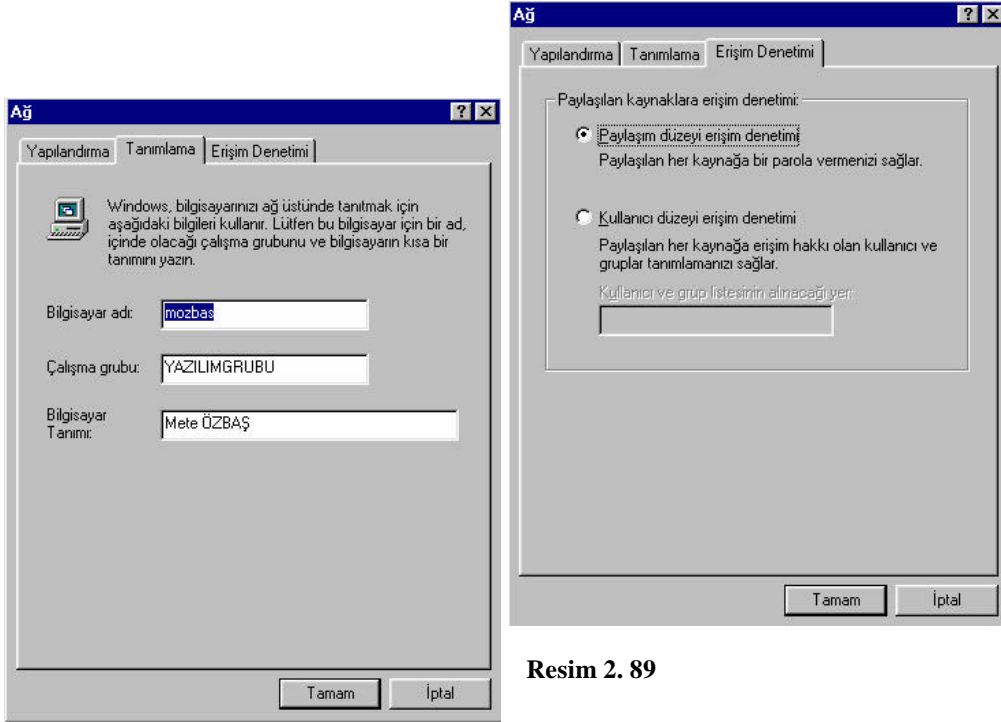 Ağ
Yapılandırma Tanımlama Erişim Denetimi
Windows, bilgisayarınızı ağ üstünde tanıtmak için
aşağıdaki bilgileri kullanır. Lütfen bu bilgisayar için bir ad,
içinde olacağı çalışma grubunu ve bilgisayarın kısa bir
tanımını yazın.
Bilgisayar adı: mozbas
Çalışma grubu: YAZILIMGRUBU
Bilgisayar
Tanımı: Mete ÖZBAŞ
Tamam İptal
Ağ
Yapılandırma Tanımlama Erişim Denetimi
Paylaşılan kaynaklara erişim denetimi:
Paylaşım düzeyi erişim denetimi
Paylaşılan her kaynağa bir parola vermenizi sağlar.
Kullanıcı düzeyi erişim denetimi
Paylaşılan her kaynağa erişim hakkı olan kullanıcı ve
gruplar tanımlamanızı sağlar.
Kullanıcı ve grup listesinin alınacağı yer:
Tamam İptal
Resim 2. 89